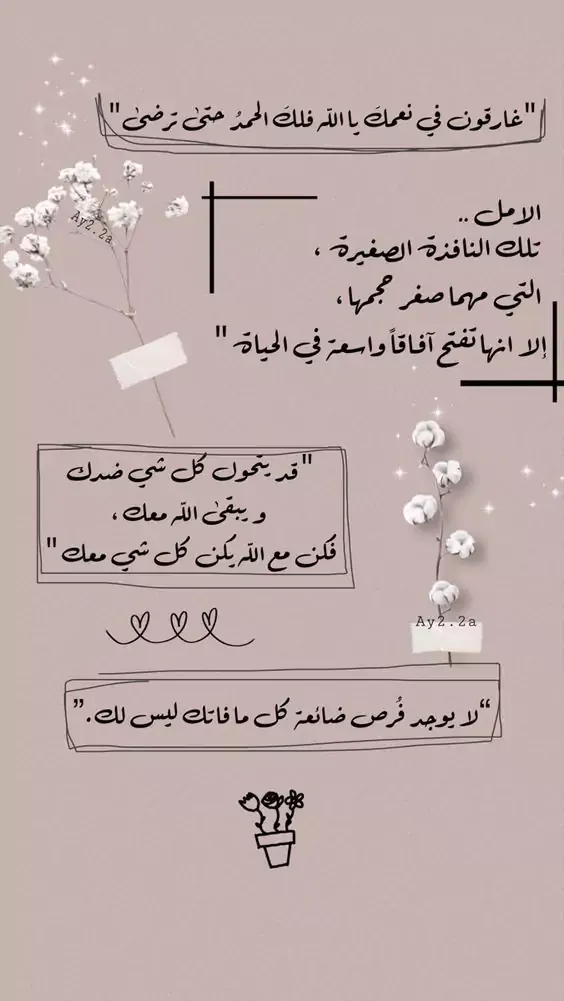 "غارقون في نعمكَ يا الله فلكَ الحمدُ حتّىٰ ترضىٰ"
Ay2.2a
الامل ..
تلك النافذة الصغيرة ،
التي مهما صغر حجمها،
إلا انها تفتح آفاقاً واسعة في الحياة "
"قد يتحول كل شي ضدك
و يبقىٰ الله معك ،
فكن مع الله يكن كل شي معك "
Ay2.2a
“لا يوجد فُرص ضائعة كل ما فاتك ليس لك.”